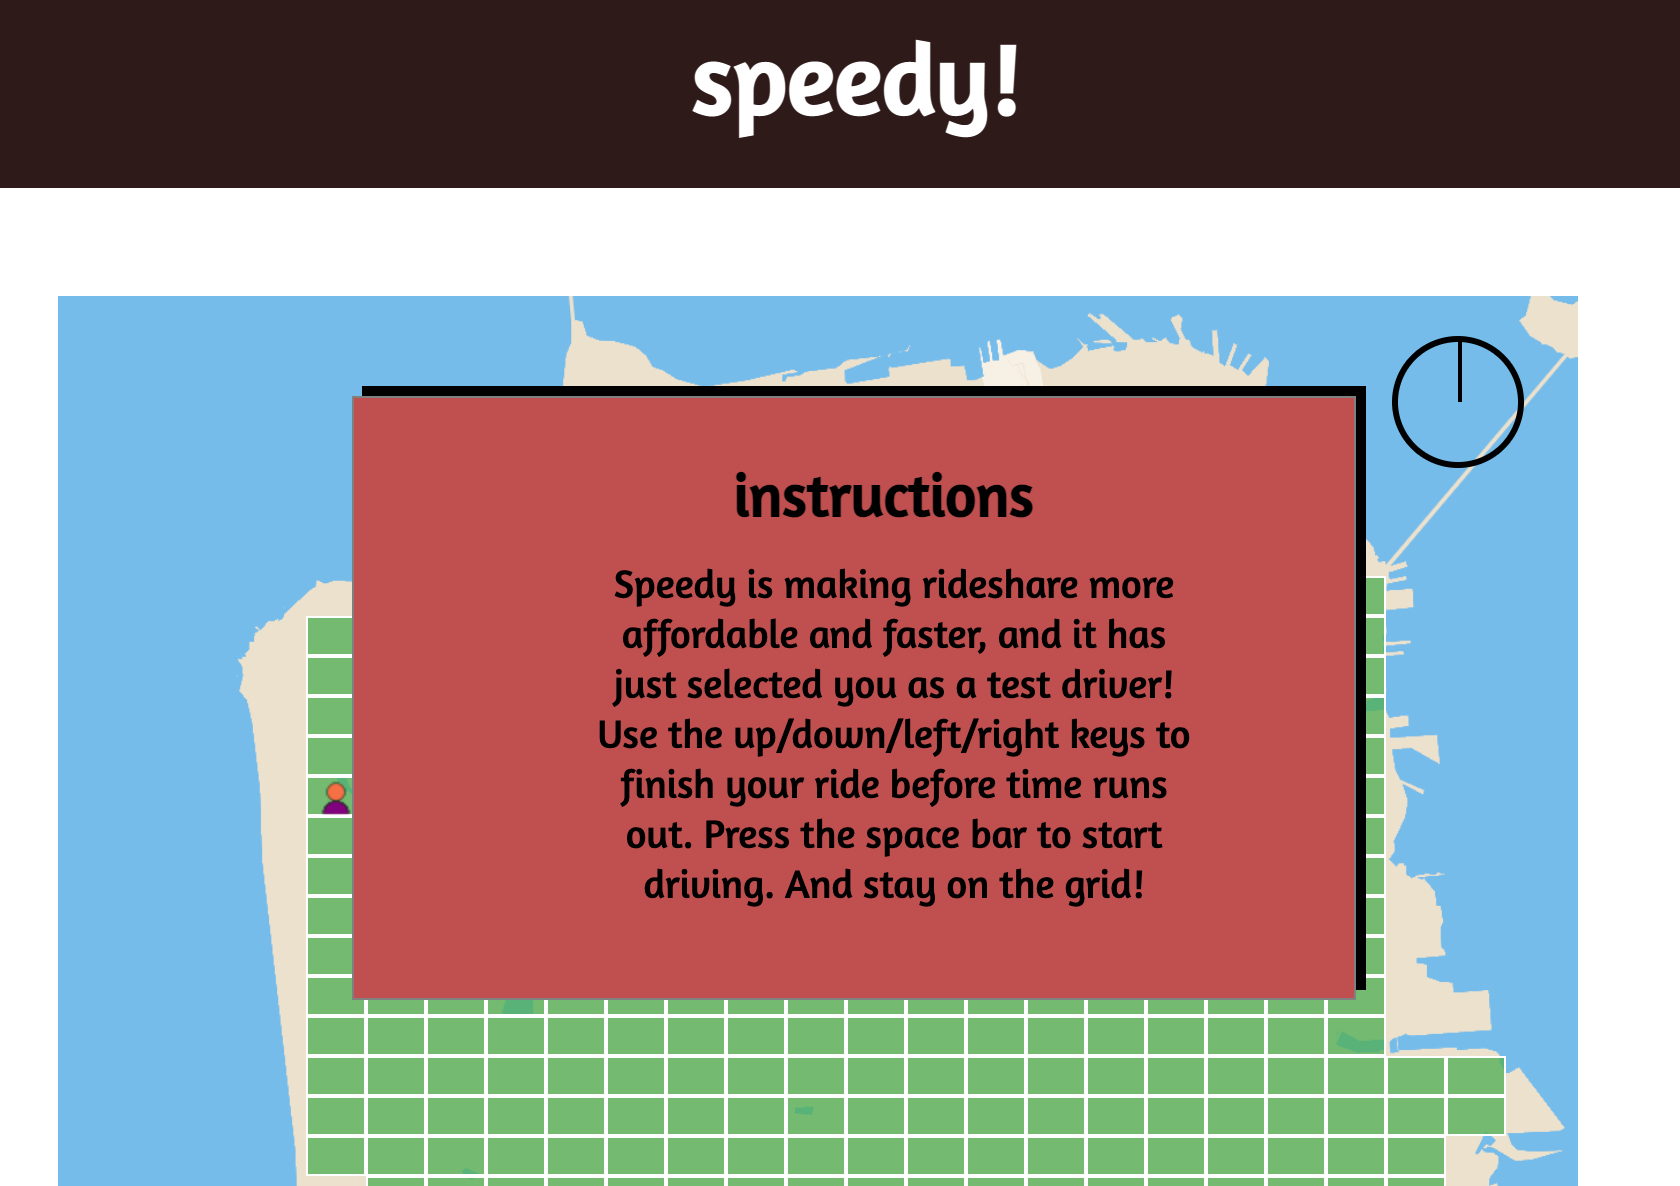 speedy!
instructions
Speedy is making rideshare more
affordable and faster, and it has
just selected you as a test driver!
Use the up/down/left/right keys to
finish your ride before time runs
out. Press the space bar to start
driving. And stay on the grid!